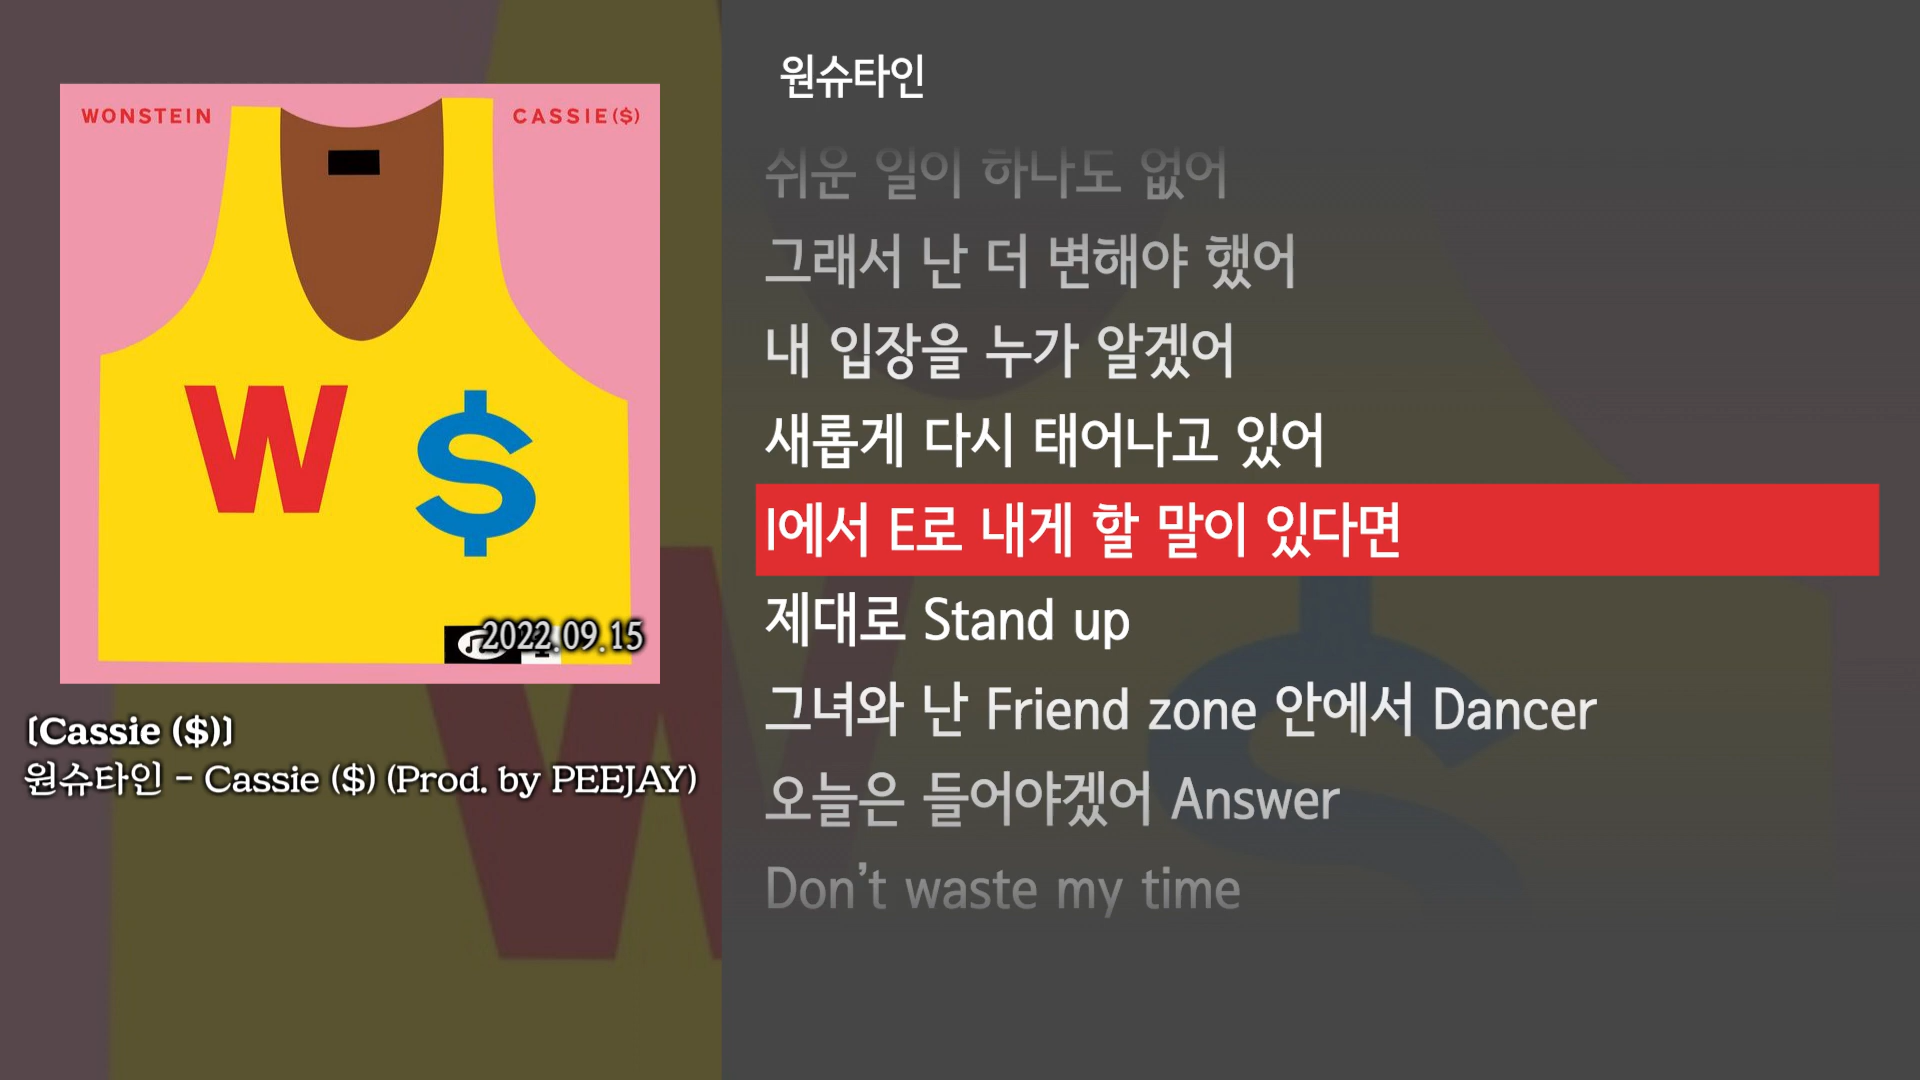 WONSTEIN
CASSIE($)
W $
2022.09.15
[Cassie ($)]
원슈타인 - Cassie ($) (Prod. by PEEJAY)
원슈타인
쉬운 일이 하나도 없어
그래서 난 더 변해야 했어
내 입장을 누가 알겠어
새롭게 다시 태어나고 있어
I에서 E로 내게 할 말이 있다면
제대로 Stand up
그녀와 난 Friend zone 안에서 Dancer
오늘은 들어야겠어 Answer
Don't waste my time